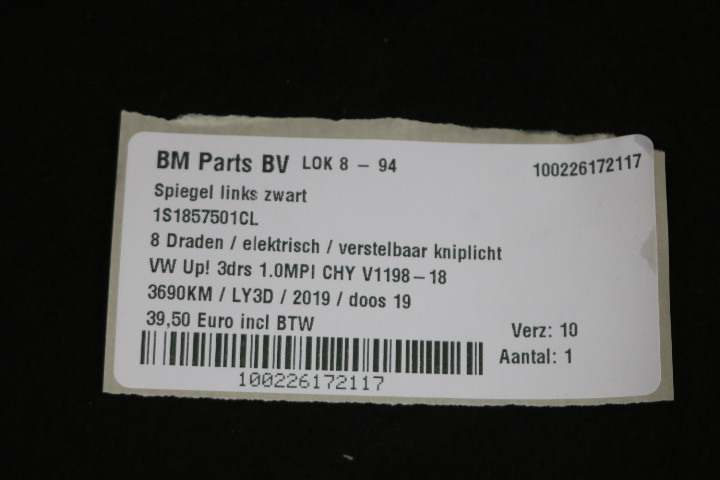 BM Parts BV LOK 8 - 94 100226172117
Spiegel links zwart
1S1857501CL
8 Draden / elektrisch / verstelbaar kniplicht
VW Up! 3drs 1.0MPI CHY V1198-18
3690KM / LY3D / 2019 / doos 19
39,50 Euro incl BTW
Verz: 10
Aantal: 1
100226172117